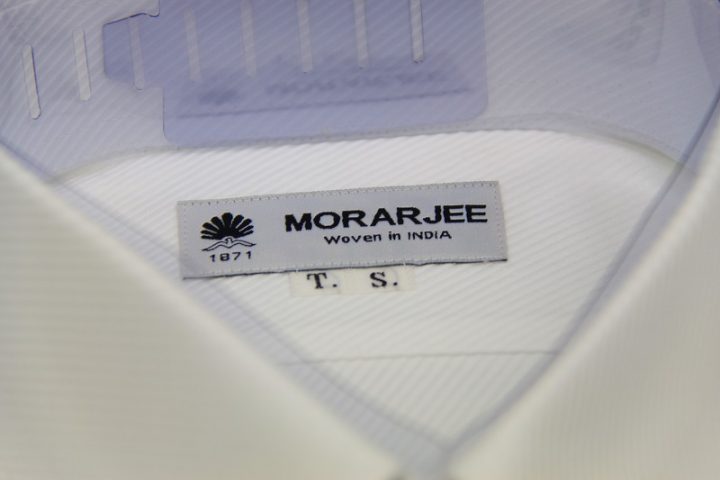 MORARJEE
Woven in INDIA
1871
T. S.